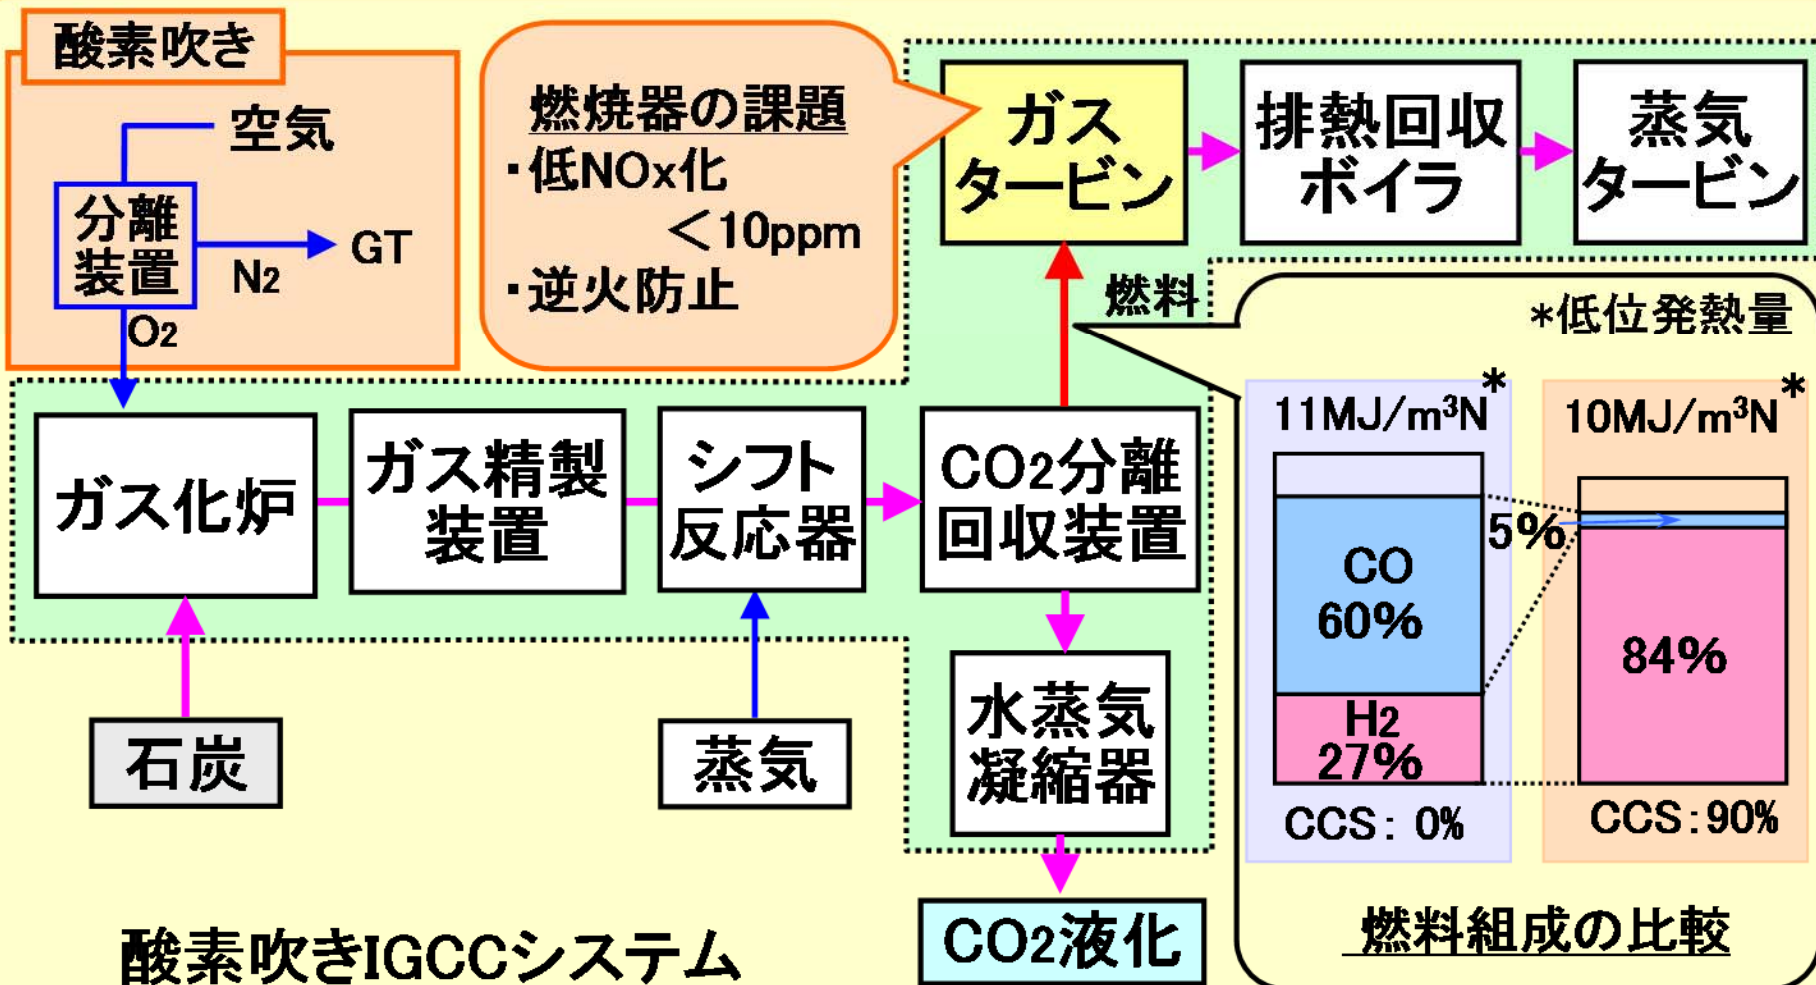 酸素吹き
空気
分離
装置
N2
GT
O2
燃焼器の課題
・低NOx化
＜10ppm
・逆火防止
ガス
タービン
排熱回収
ボイラ
蒸気
タービン
燃料
ガス化炉
ガス精製
装置
シフト
反応器
CO2分離
回収装置
石炭
蒸気
水蒸気
凝縮器
CO2液化
酸素吹きIGCCシステム
*低位発熱量
11MJ/m³N*
10MJ/m³N*
CO
60%
H2
27%
5%
84%
CCS：0%
CCS：90%
燃料組成の比較